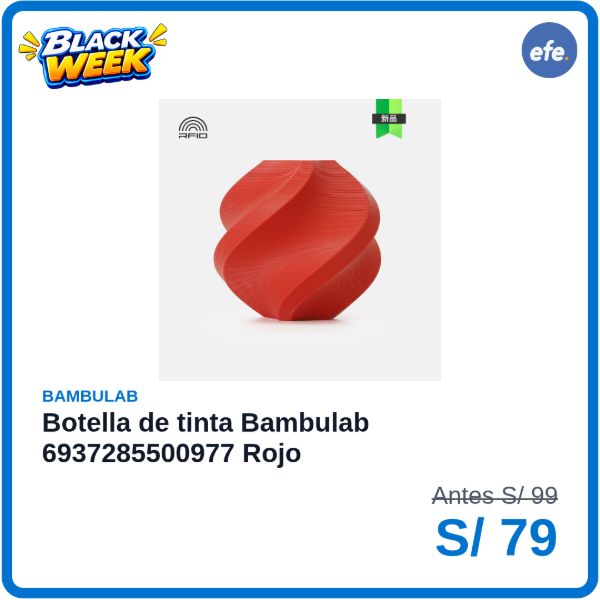 BLACK
WEEK
efe.
RFID
新品
BAMBULAB
Botella de tinta Bambulab
6937285500977 Rojo
Antes S/ 99
S/ 79